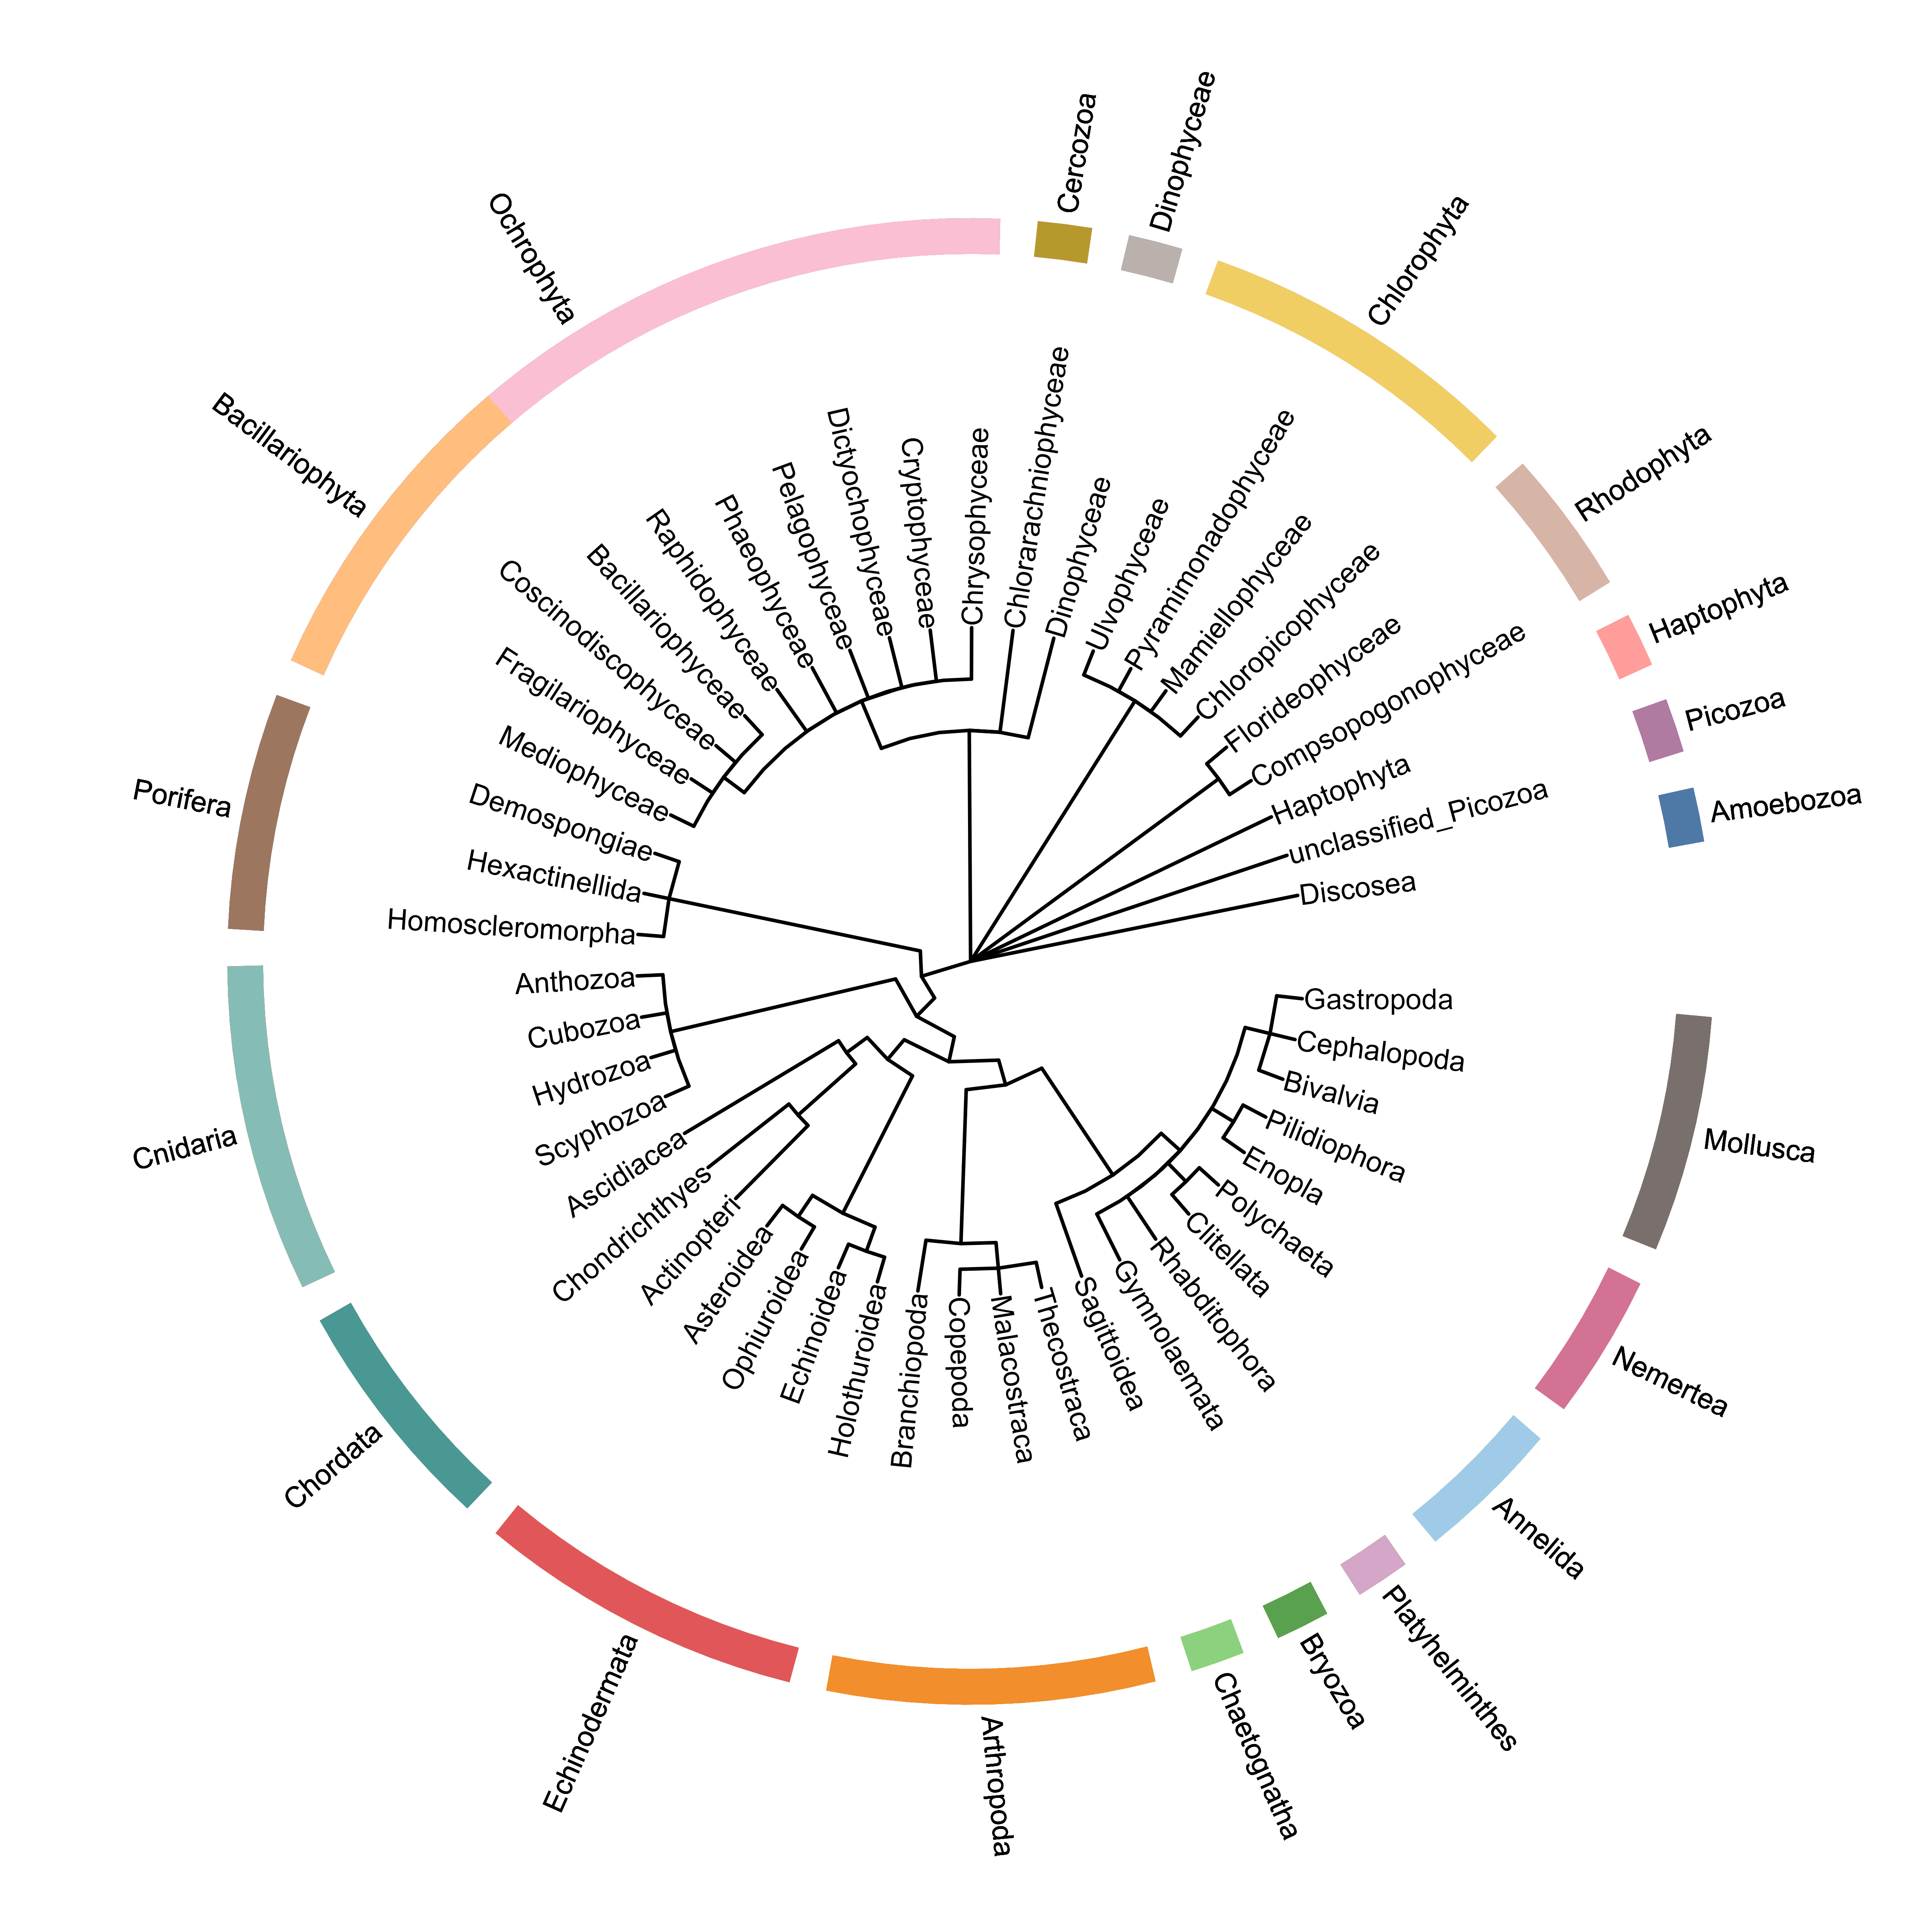 Cercozoa
Dinophyceae
Chlorophyta
Rhodophyta
Haptophyta
Picozoa
Amoebozoa
Mollusca
Nemertea
Annelida
Platyhelminthes
Bryozoa
Chaetognatha
Arthropoda
Echinodermata
Chordata
Cnidaria
Porifera
Bacillariophyta
Ochrophyta
Chrysophyceae
Chlorarachniophyceae
Dinophyceae
Ulvophyceae
Pyramimonadophyceae
Mamiellophyceae
Chloropicophyceae
Florideophyceae
Compsopogonophyceae
Haptophyta
unclassified_Picozoa
Discosea
Gastropoda
Cephalopoda
Bivalvia
Pilidiophora
Enopla
Polychaeta
Clitellata
Rhabditophora
Gymnolaemata
Sagittoidea
Thecostraca
Malacostraca
Copepoda
Branchiopoda
Holothuroidea
Echinoidea
Ophiuroidea
Asteroidea
Actinopteri
Chondrichthyes
Ascidiacea
Scyphozoa
Hydrozoa
Cubozoa
Anthozoa
Homoscleromorpha
Hexactinellida
Demospongiae
Mediophyceae
Fragilariophyceae
Coscinodiscophyceae
Bacillariophyceae
Raphidophyceae
Phaeophyceae
Pelagophyceae
Dictyochophyceae
Cryptophyceae